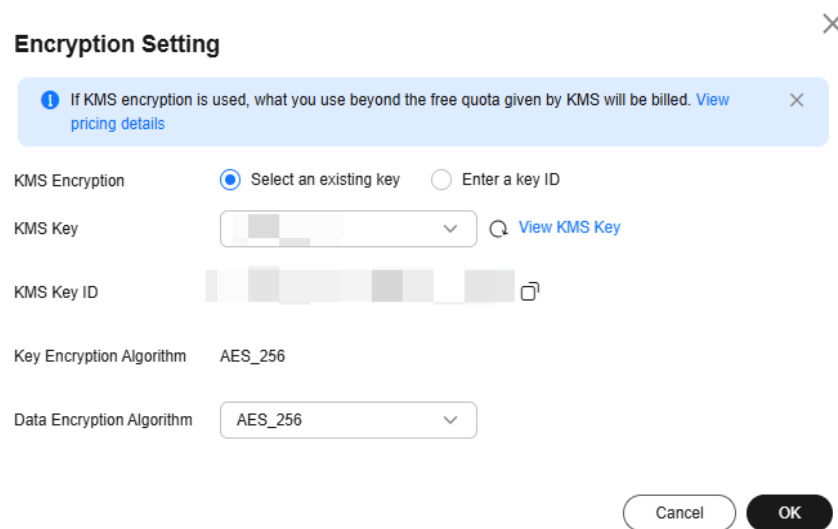 Encryption Setting
If KMS encryption is used, what you use beyond the free quota given by KMS will be billed. View
pricing details
KMS Encryption Select an existing key Enter a key ID
KMS Key View KMS Key
KMS Key ID
Key Encryption Algorithm AES_256
Data Encryption Algorithm AES_256
Cancel OK